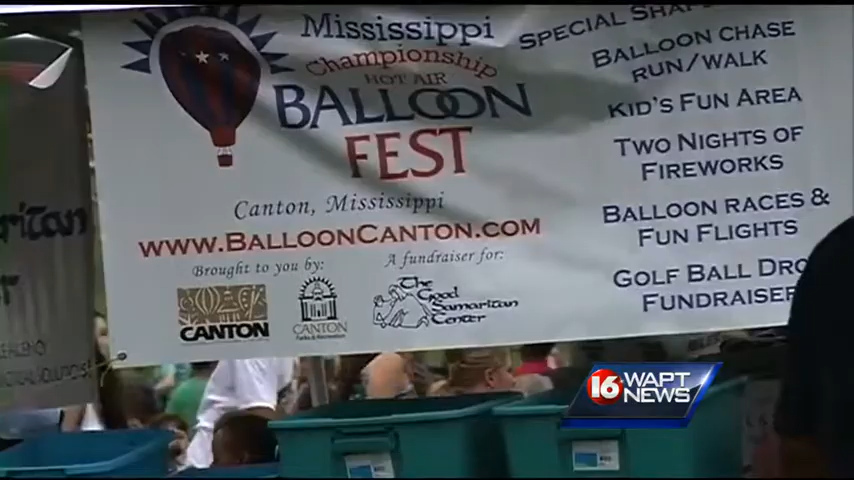 Mississippi
Championship
HOT AIR
BALLOON
FEST
Canton, Mississippi
www.BalloonCanton.com
Brought to you by:
A fundraiser for:
CANTON
CANTON
Parks & Recreation
The
Good
Samaritan
Center
SPECIAL
BALLOON CHASE
RUN/WALK
KID'S FUN AREA
TWO NIGHTS OF
FIREWORKS
BALLOON RACES &
FUN FLIGHTS
GOLF BALL
FUNDRAISER
16 WAPT
NEWS